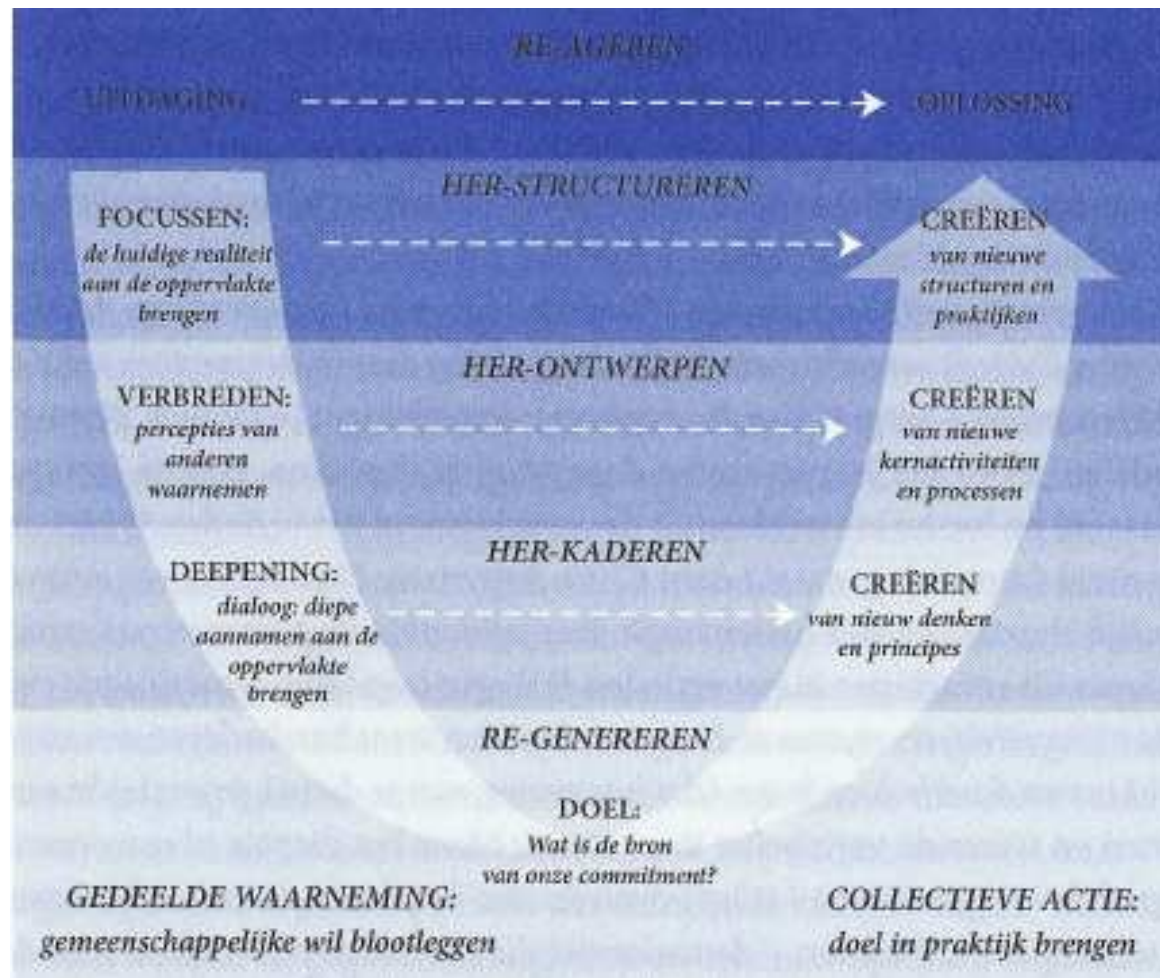 RE-AGEREN
UITDAGING
OPLOSSING
HER-STRUCTUREREN
FOCUSSEN:
de huidige realiteit
aan de oppervlakte
brengen
CREËREN
van nieuwe
structuren en
praktijken
HER-ONTWERPEN
VERBREDEN:
percepties van
anderen
waarnemen
CREËREN
van nieuwe
kernactiviteiten
en processen
HER-KADEREN
DEEPENING:
dialoog: diepe
aannamen aan de
oppervlakte
brengen
CREËREN
van nieuw denken
en principes
RE-GENEREREN
DOEL:
Wat is de bron
van onze commitment?
GEDEELDE WAARNEMING:
gemeenschappelijke wil blootleggen
COLLECTIEVE ACTIE:
doel in praktijk brengen